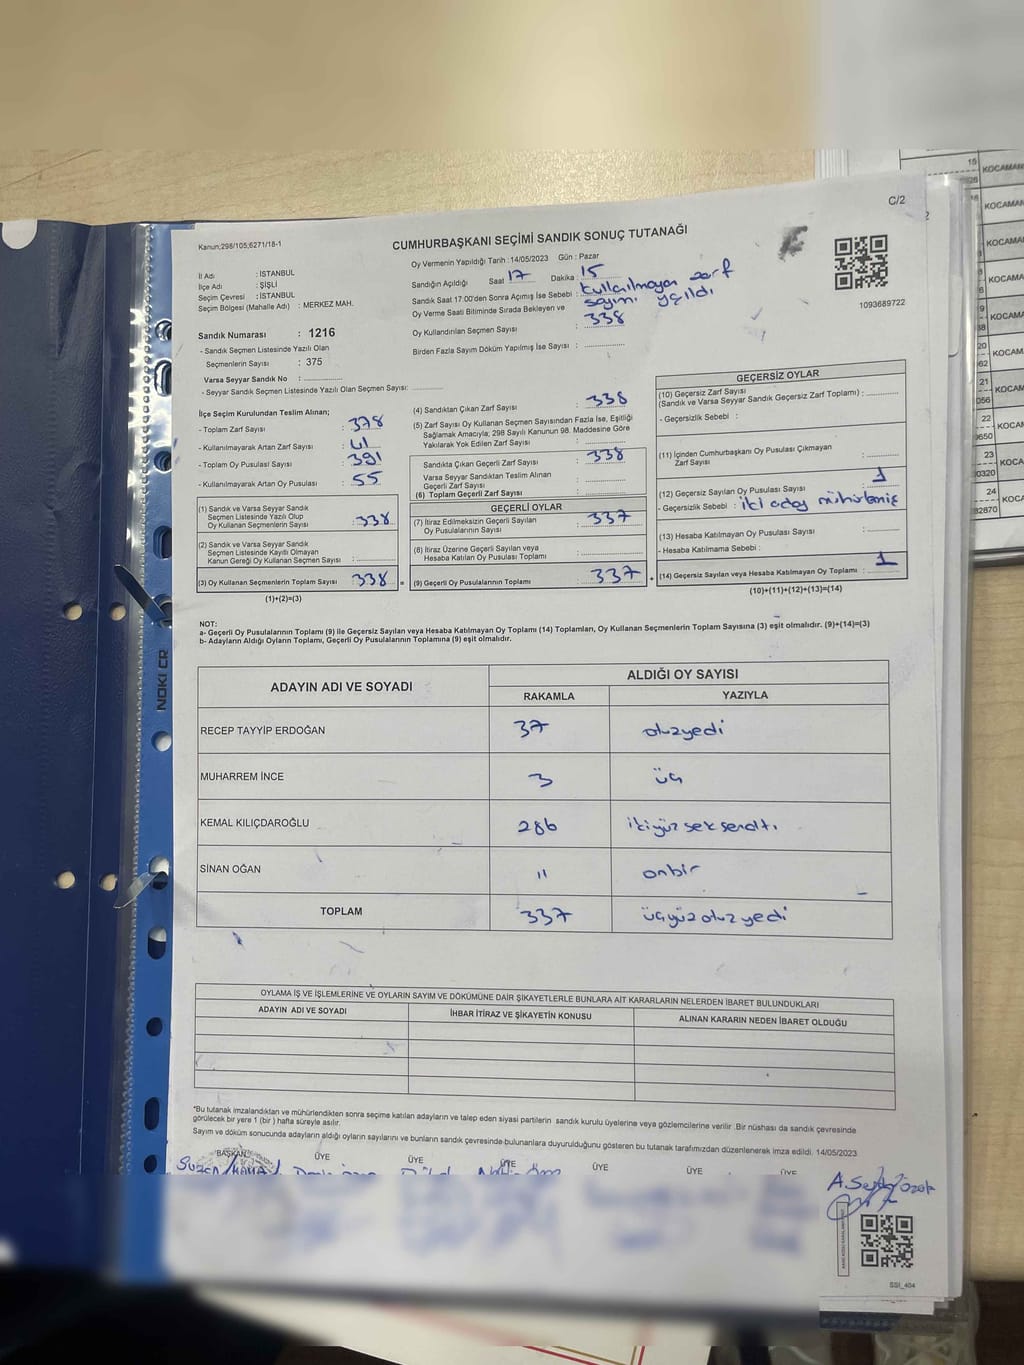 C/2
Kanun;298/105;6271/18-1
CUMHURBAŞKANI SEÇİMİ SANDIK SONUÇ TUTANAĞI
İl Adı : İSTANBUL
İlçe Adı : ŞİŞLİ
Seçim Çevresi : İSTANBUL
Seçim Bölgesi (Mahalle Adı) : MERKEZ MAH.
Oy Vermenin Yapıldığı Tarih : 14/05/2023 Gün : Pazar
Sandığın Açıldığı Saat 17 Dakika : 15
Sandık Saat 17.00'den Sonra Açımış İse Sebebi : kullanılmayan zarf sayımı yapıldı
Oy Verme Saati Bitiminde Sırada Bekleyen ve
Oy Kullandırılan Seçmen Sayısı : 338
Birden Fazla Sayım Döküm Yapılmış İse Sayısı :
1093689722
Sandık Numarası : 1216
- Sandık Seçmen Listesinde Yazılı Olan
Seçmenlerin Sayısı : 375
Varsa Seyyar Sandık No :
- Seyyar Sandık Seçmen Listesinde Yazılı Olan Seçmen Sayısı:
İlçe Seçim Kurulundan Teslim Alınan;
- Toplam Zarf Sayısı : 378
- Kullanılmayarak Artan Zarf Sayısı : 41
- Toplam Oy Pusulası Sayısı : 391
- Kullanılmayarak Artan Oy Pusulası : 55
(1) Sandık ve Varsa Seyyar Sandık
Seçmen Listesinde Yazılı Olup
Oy Kullanan Seçmenlerin Sayısı : 338
(2) Sandık ve Varsa Seyyar Sandık
Seçmen Listesinde Kayıtlı Olmayan
Kanun Gereği Oy Kullanan Seçmen Sayısı :
(3) Oy Kullanan Seçmenlerin Toplam Sayısı : 338 =
(1)+(2)=(3)
(4) Sandıktan Çıkan Zarf Sayısı : 338
(5) Zarf Sayısı Oy Kullanan Seçmen Sayısından Fazla İse, Eşitliği
Sağlamak Amacıyla; 298 Sayılı Kanunun 98. Maddesine Göre
Yakılarak Yok Edilen Zarf Sayısı :
Sandıkta Çıkan Geçerli Zarf Sayısı : 338
Varsa Seyyar Sandıktan Teslim Alınan
Geçerli Zarf Sayısı :
(6) Toplam Geçerli Zarf Sayısı :
GEÇERLİ OYLAR
(7) İtiraz Edilmeksizin Geçerli Sayılan
Oy Pusulalarının Sayısı : 337
(8) İtiraz Üzerine Geçerli Sayılan veya
Hesaba Katılan Oy Pusulası Toplamı :
(9) Geçerli Oy Pusulalarının Toplamı : 337 +
GEÇERSİZ OYLAR
(10) Geçersiz Zarf Sayısı
(Sandık ve Varsa Seyyar Sandık Geçersiz Zarf Toplamı) :
- Geçersizlik Sebebi :
(11) İçinden Cumhurbaşkanı Oy Pusulası Çıkmayan
Zarf Sayısı :
(12) Geçersiz Sayılan Oy Pusulası Sayısı : 1
- Geçersizlik Sebebi : iki aday mühürlemiş
(13) Hesaba Katılmayan Oy Pusulası Sayısı :
- Hesaba Katılmama Sebebi :
(14) Geçersiz Sayılan veya Hesaba Katılmayan Oy Toplamı : 1
(10)+(11)+(12)+(13)=(14)
NOT:
a- Geçerli Oy Pusulalarının Toplamı (9) ile Geçersiz Sayılan veya Hesaba Katılmayan Oy Toplamı (14) Toplamları, Oy Kullanan Seçmenlerin Toplam Sayısına (3) eşit olmalıdır. (9)+(14)=(3)
b- Adayların Aldığı Oyların Toplamı, Geçerli Oy Pusulalarının Toplamına (9) eşit olmalıdır.
ADAYIN ADI VE SOYADI ALDIĞI OY SAYISI
RAKAMLA YAZIYLA
RECEP TAYYİP ERDOĞAN 37 otuzyedi
MUHARREM İNCE 3 üç
KEMAL KILIÇDAROĞLU 286 ikiyüz seksenaltı
SİNAN OĞAN 11 onbir
TOPLAM 337 üçyüz otuz yedi
OYLAMA İŞ VE İŞLEMLERİNE VE OYLARIN SAYIM VE DÖKÜMÜNE DAİR ŞİKAYETLERLE BUNLARA AİT KARARLARIN NELERDEN İBARET BULUNDUKLARI
ADAYIN ADI VE SOYADI İHBAR İTİRAZ VE ŞİKAYETİN KONUSU ALINAN KARARIN NEDEN İBARET OLDUĞU
*Bu tutanak imzalandıktan ve mühürlendikten sonra seçime katılan adayların ve talep eden siyasi partilerin sandık kurulu üyelerine veya gözlemcilerine verilir .Bir nüshası da sandık çevresinde
görülecek bir yere 1 (bir ) hafta süreyle asılır.
Sayım ve döküm sonucunda adayların aldığı oyların sayılarını ve bunların sandık çevresinde bulunanlara duyurulduğunu gösteren bu tutanak tarafımızdan düzenlenerek imza edildi. 14/05/2023
BAŞKAN ÜYE ÜYE ÜYE ÜYE ÜYE ÜYE
SSİ_404
NOKI CR